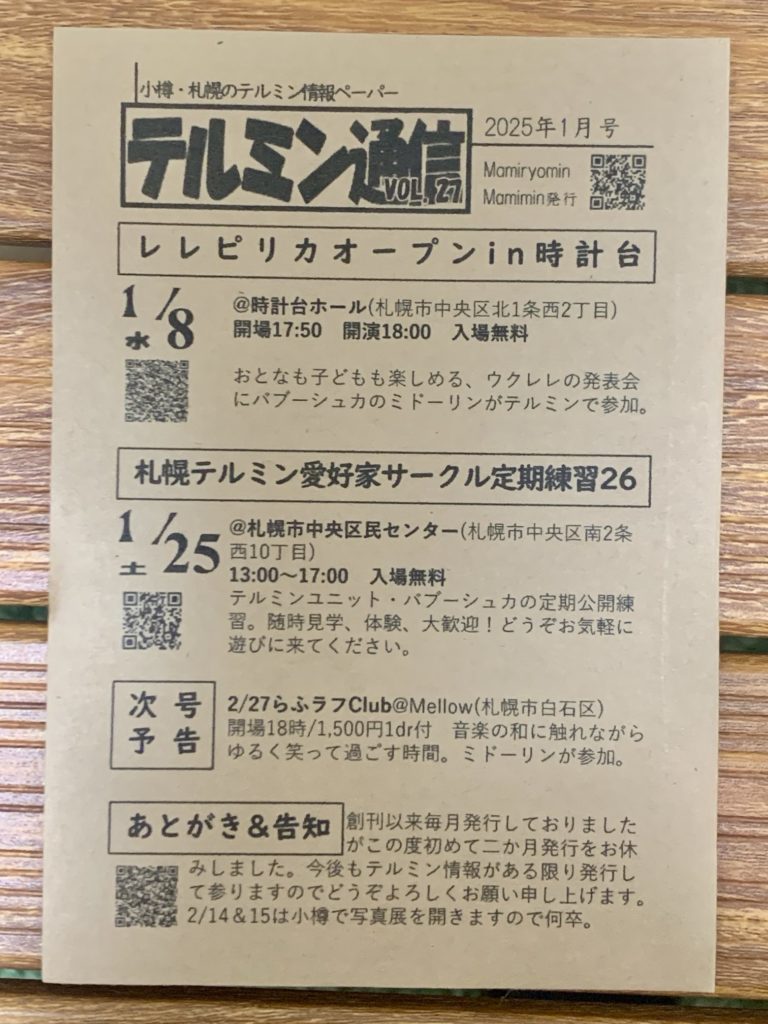 小樽・札幌のテルミン情報ペーパー
テルミン通信
VOL. 27
2025年1月号
Mamiryomin
Mamimin発行
レレピリカオープンin時計台
1/8
水
@時計台ホール(札幌市中央区北1条西2丁目)
開場17:50 開演18:00 入場無料
おとなも子どもも楽しめる、ウクレレの発表会
にバブーシュカのミドーリンがテルミンで参加。
札幌テルミン愛好家サークル定期練習26
1/25
土
@札幌市中央区民センター(札幌市中央区南2条
西10丁目)
13:00〜17:00 入場無料
テルミンユニット・バブーシュカの定期公開練
習。随時見学、体験、大歓迎！どうぞお気軽に
遊びに来てください。
次号
予告
2/27らふラフClub@Mellow(札幌市白石区)
開場18時/1,500円1dr付 音楽の和に触れながら
ゆるく笑って過ごす時間。ミドーリンが参加。
あとがき&告知
創刊以来毎月発行しておりました
がこの度初めて二か月発行をお休
みしました。今後もテルミン情報がある限り発行し
て参りますのでどうぞよろしくお願い申し上げます。
2/14＆15は小樽で写真展を開きますので何卒。